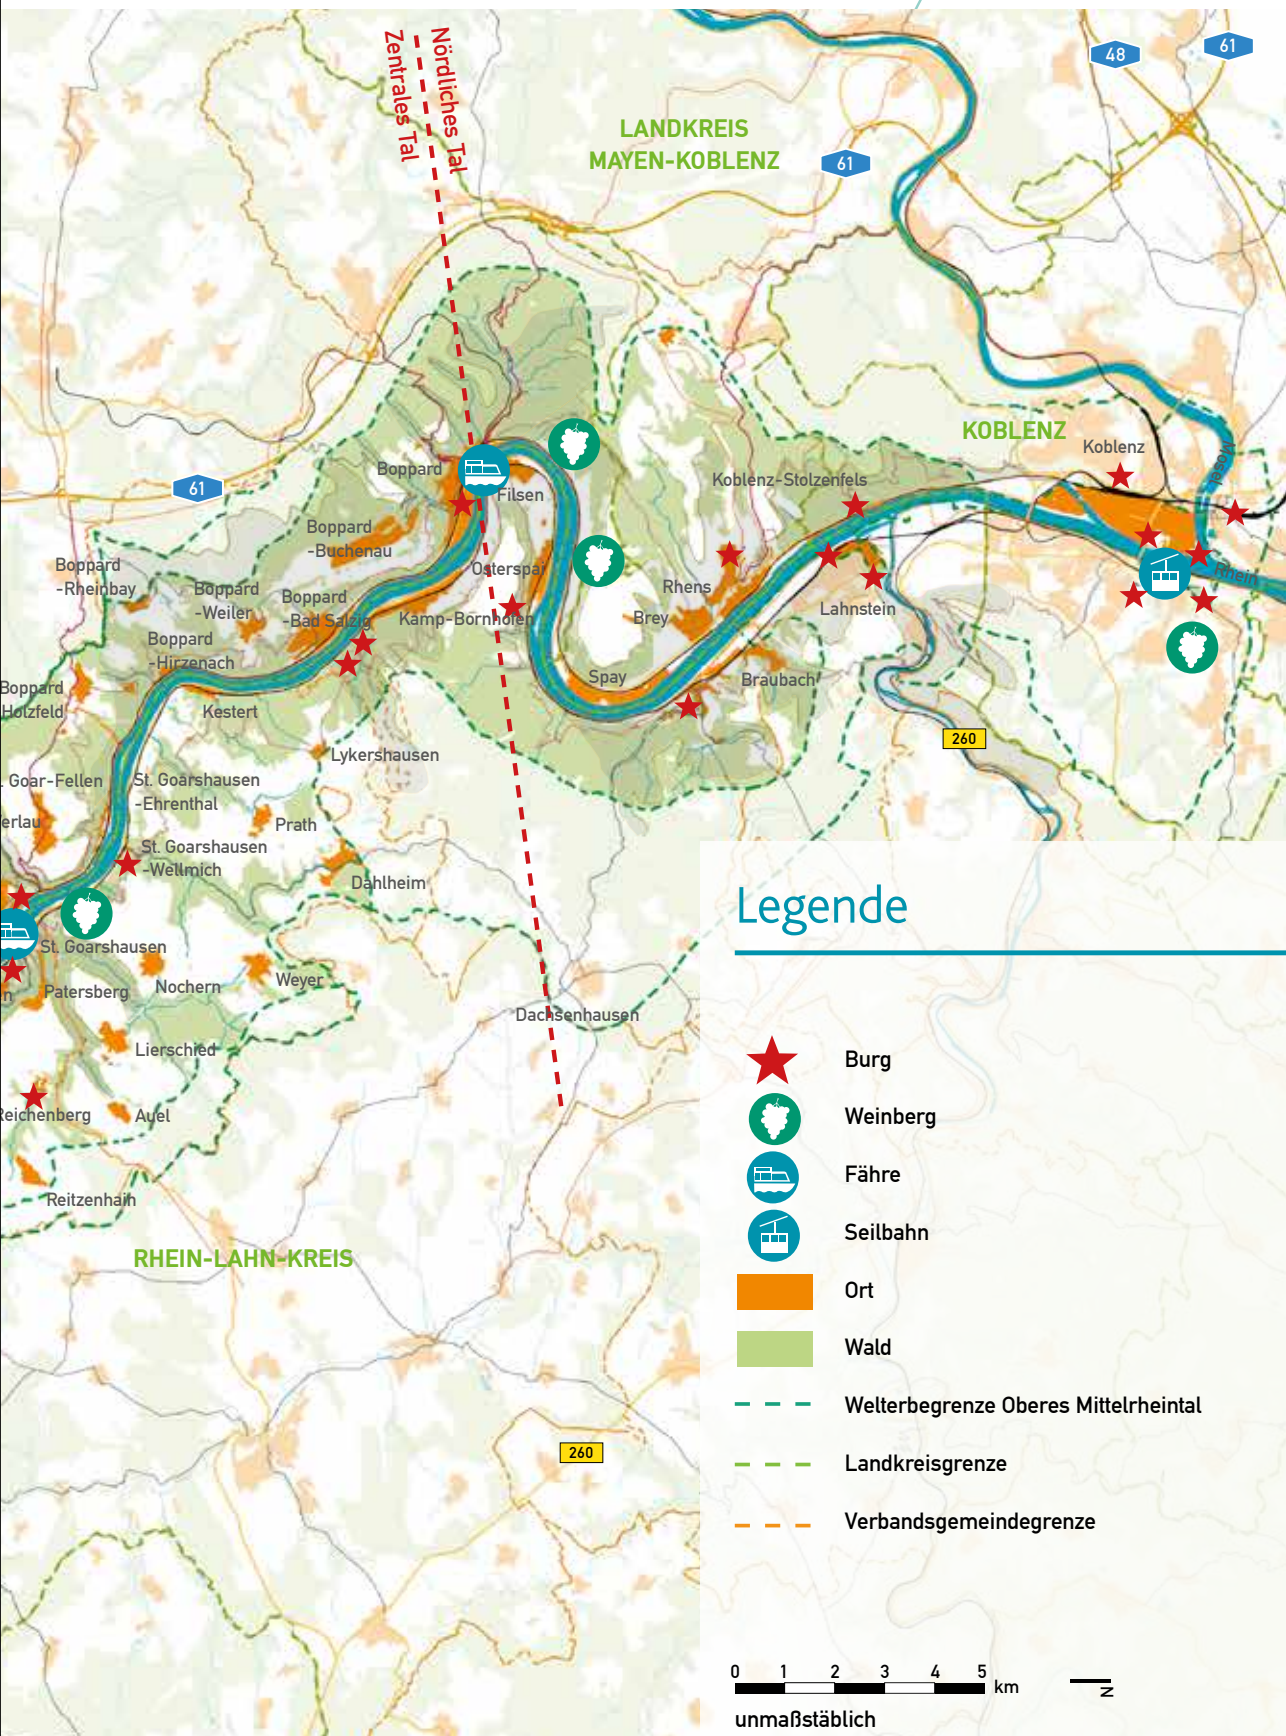 48
61
Nördliches Tal
Zentrales Tal
LANDKREIS
MAYEN-KOBLENZ
61
KOBLENZ
Koblenz
Mosel
Boppard
61
Filsen
Koblenz-Stolzenfels
Boppard
-Buchenau
Boppard
-Rheinbay
Osterspai
Rhein
Boppard
-Weiler
Boppard
-Bad Salzig
Rhens
Kamp-Bornhofen
Brey
Lahnstein
Boppard
-Hirzenach
Spay
Braubach
Boppard
Holzfeld
Kestert
260
Lykershausen
. Goar-Fellen
St. Goarshausen
-Ehrenthal
erlau
Prath
St. Goarshausen
-Wellmich
Dahlheim
Legende
St. Goarshausen
n
Patersberg
Nochern
Weyer
Dachsenhausen
Lierschied
Burg
Reichenberg
Auel
Weinberg
Fähre
Reitzenhain
Seilbahn
RHEIN-LAHN-KREIS
Ort
Wald
Welterbegrenze Oberes Mittelrheintal
260
Landkreisgrenze
Verbandsgemeindegrenze
0 1 2 3 4 5
km
N
unmaßstäblich